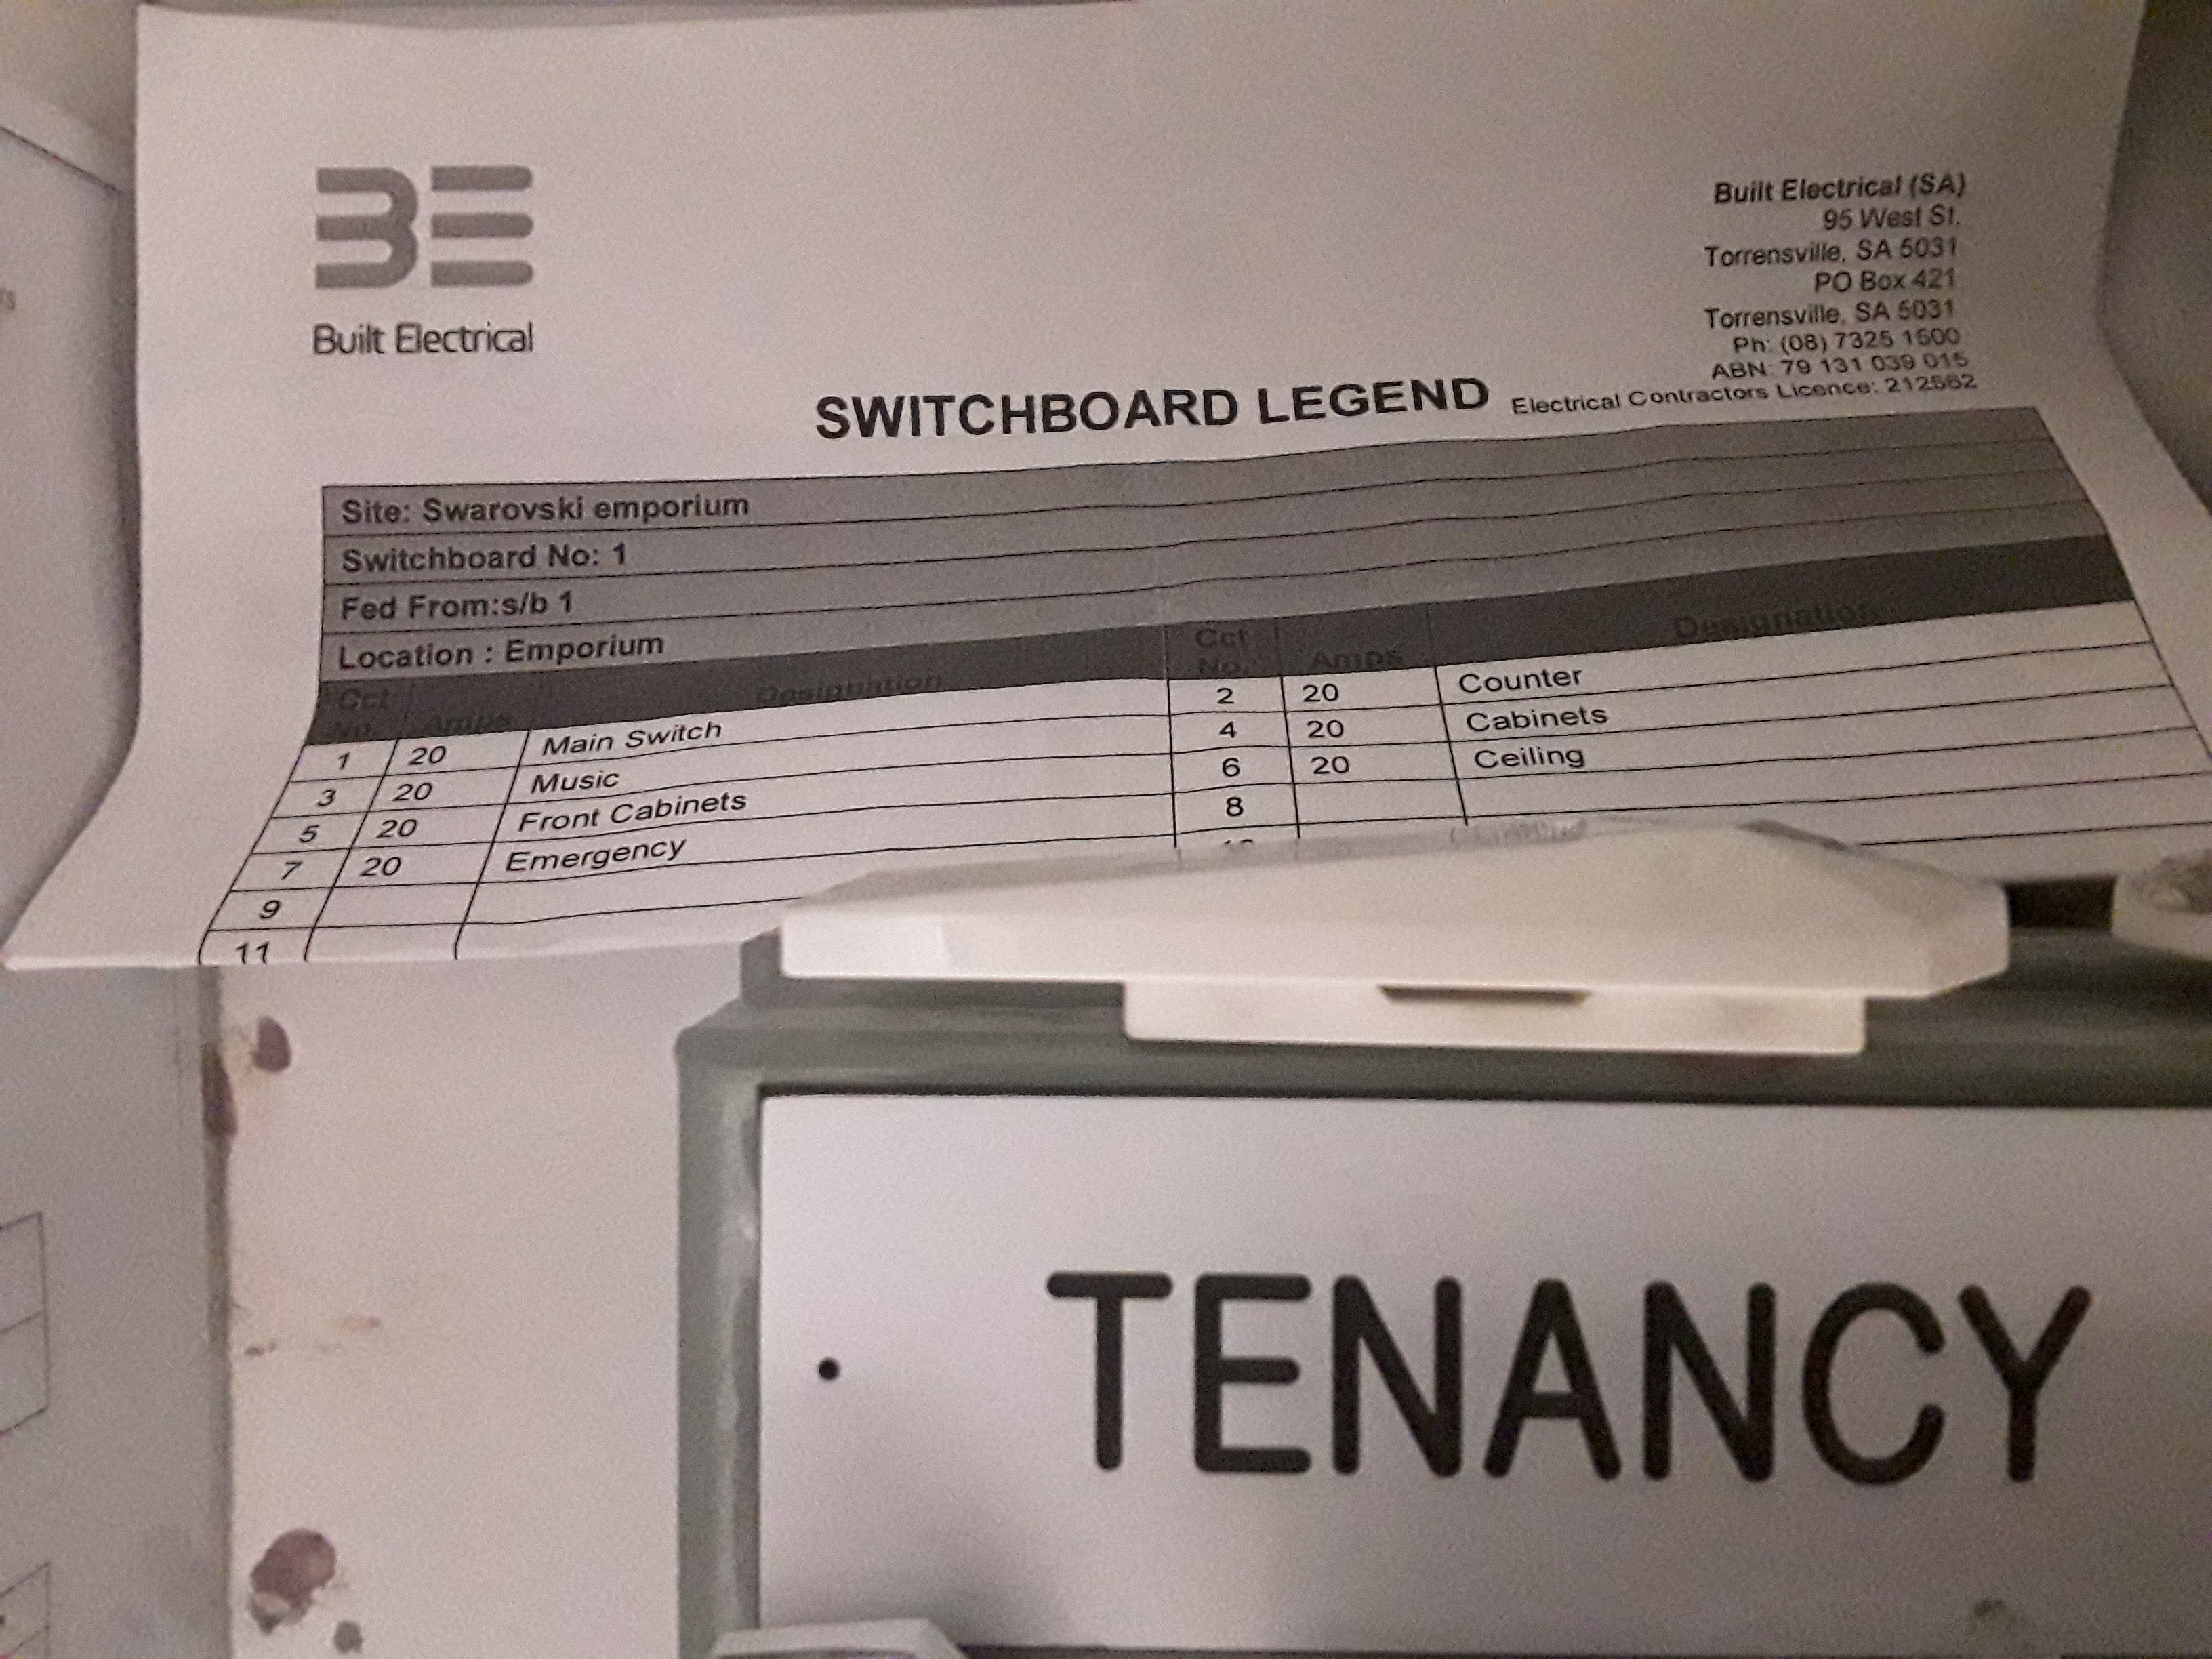 BE
Built Electrical
Built Electrical (SA)
95 West St.
Torrensville, SA 5031
PO Box 421
Torrensville, SA 5031
Ph: (08) 7325 1500
ABN: 79 131 039 015
Electrical Contractors Licence: 212562
SWITCHBOARD LEGEND
Site: Swarovski emporium
Switchboard No: 1
Fed From:s/b 1
Location : Emporium
Cct No. Amps Designation Cct No. Amps Designation
1 20 Main Switch 2 20 Counter
3 20 Music 4 20 Cabinets
5 20 Front Cabinets 6 20 Ceiling
7 20 Emergency 8
9
11
TENANCY